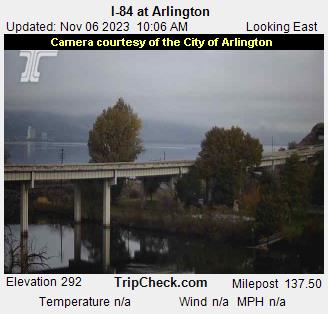 I-84 at Arlington
Updated: Nov 06 2023 10:06 AM Looking East
Camera courtesy of the City of Arlington
Elevation 292 TripCheck.com Milepost 137.50
Temperature n/a Wind n/a MPH n/a